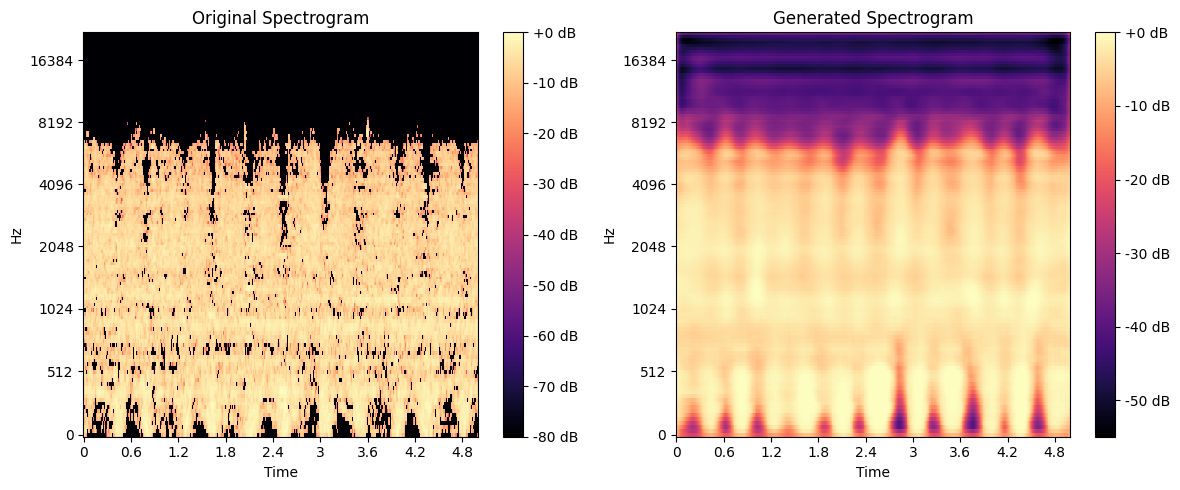 Original Spectrogram
16384
8192
4096
2048
1024
512
0
Hz
0 0.6 1.2 1.8 2.4 3 3.6 4.2 4.8
Time
+0 dB
-10 dB
-20 dB
-30 dB
-40 dB
-50 dB
-60 dB
-70 dB
-80 dB
Generated Spectrogram
16384
8192
4096
2048
1024
512
0
Hz
0 0.6 1.2 1.8 2.4 3 3.6 4.2 4.8
Time
+0 dB
-10 dB
-20 dB
-30 dB
-40 dB
-50 dB